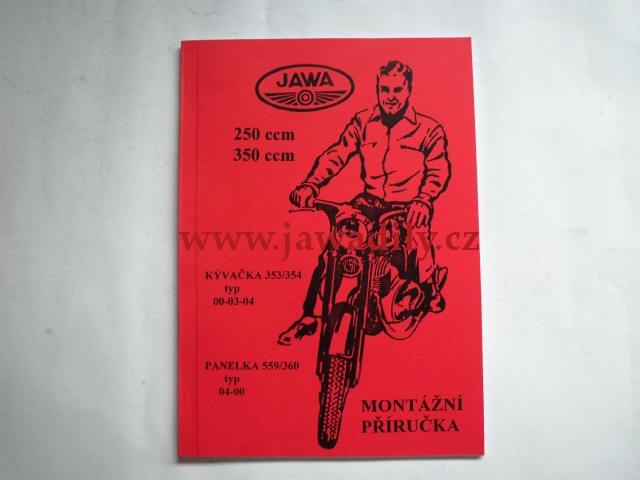 JAWA
250 ccm
350 ccm
www.jawadily.cz
KÝVAČKA 353/354
typ
00-03-04
PANELKA 559/360
typ
04-00
MONTÁŽNÍ
PŘÍRUČKA